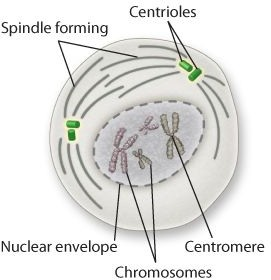 Centrioles
Spindle forming
Nuclear envelope
Centromere
Chromosomes